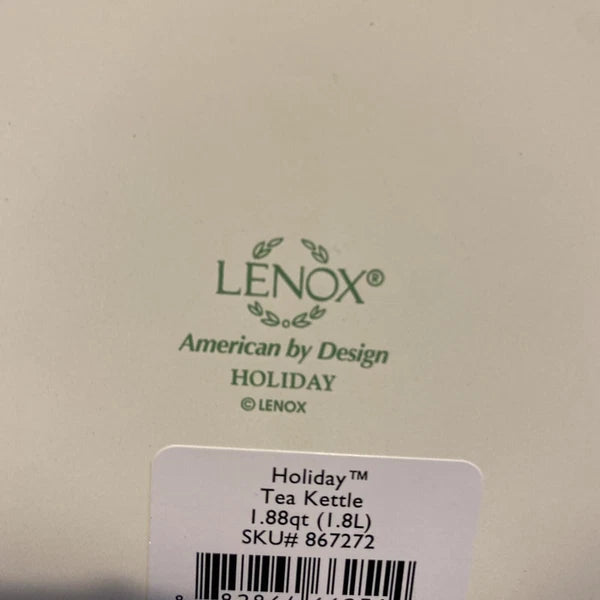 LENOX®
American by Design
HOLIDAY
© LENOX
Holiday™
Tea Kettle
1.88qt (1.8L)
SKU# 867272